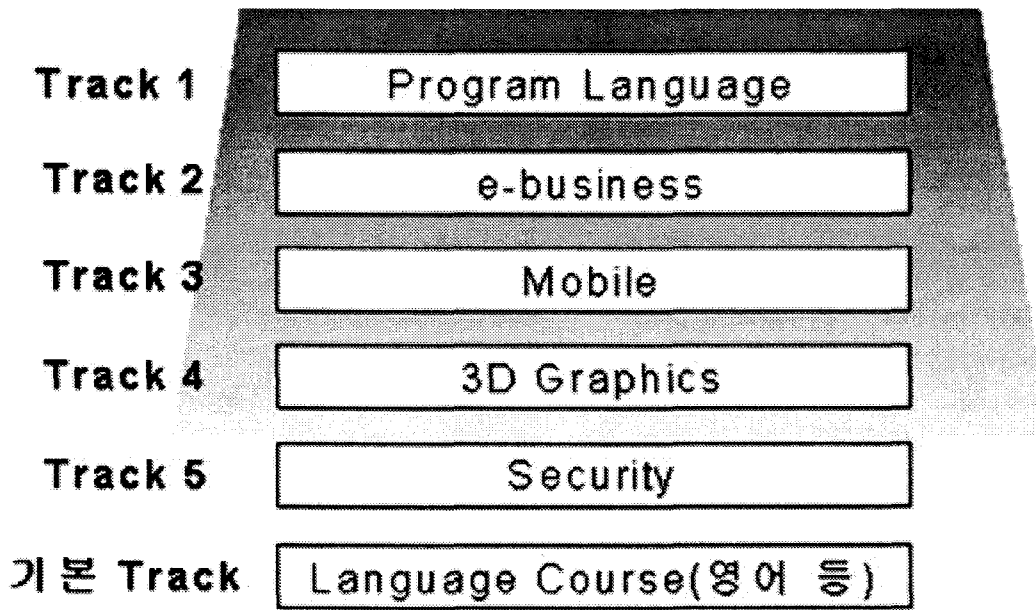 Track 1 Program Language
Track 2 e-business
Track 3 Mobile
Track 4 3D Graphics
Track 5 Security
기본 Track Language Course(영어 등)